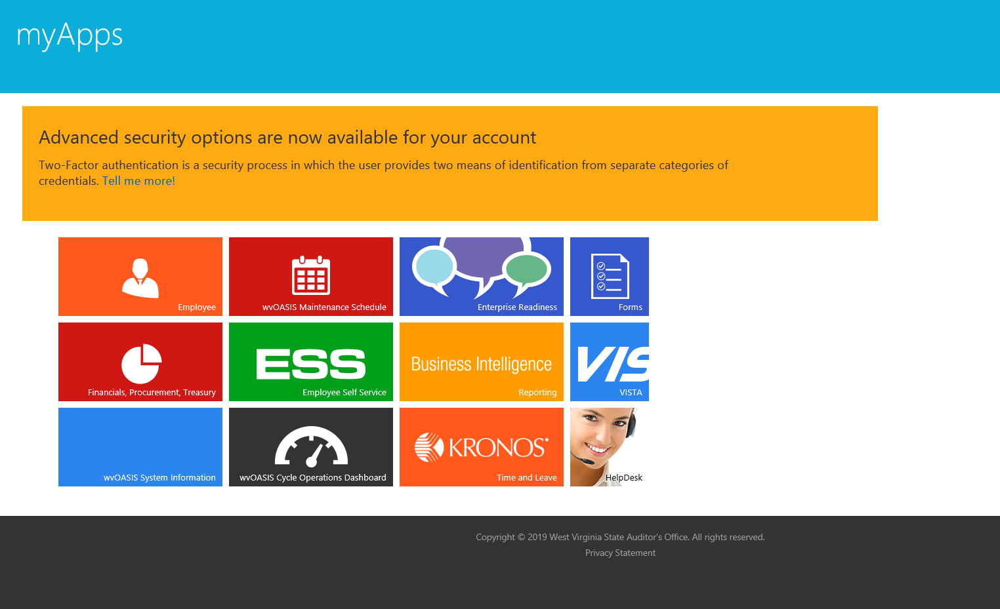 myApps
Advanced security options are now available for your account
Two-Factor authentication is a security process in which the user provides two means of identification from separate categories of
credentials. Tell me more!
Employee
wvOASIS Maintenance Schedule
Enterprise Readiness
Forms
Financials, Procurement, Treasury
ESS
Employee Self Service
Business Intelligence
Reporting
VIS
VISTA
wvOASIS System Information
wvOASIS Cycle Operations Dashboard
KRONOS
Time and Leave
HelpDesk
Copyright © 2019 West Virginia State Auditor's Office. All rights reserved.
Privacy Statement